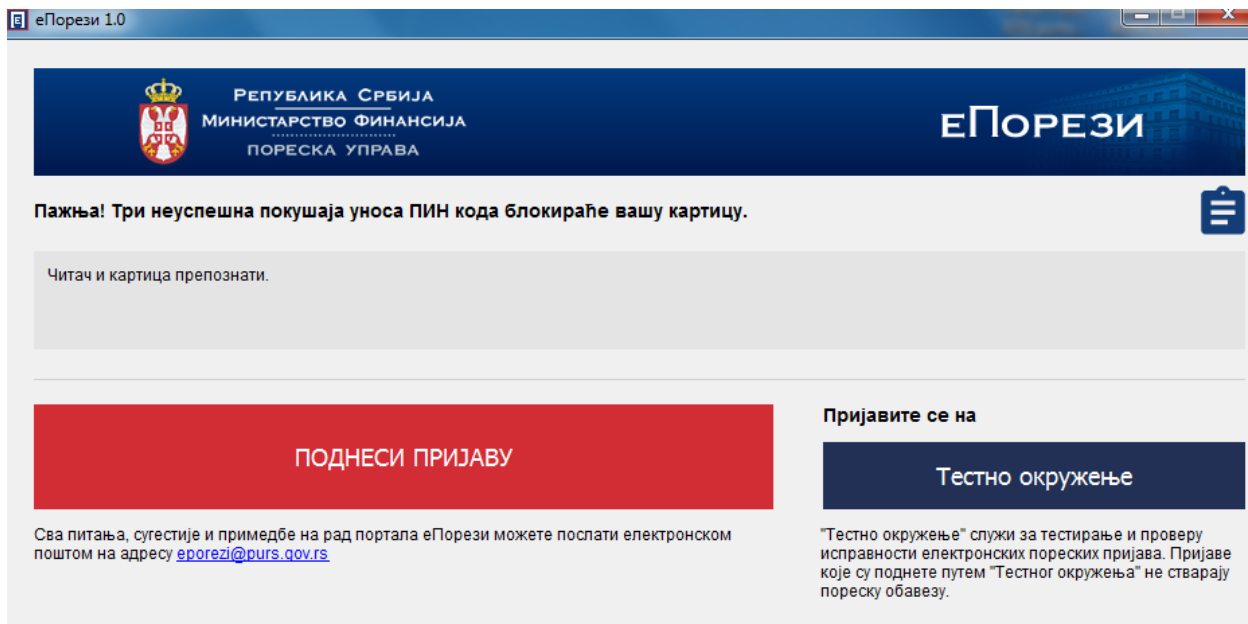 еПорези 1.0
Република Србија
Министарство Финансија
ПОРЕСКА УПРАВА
еПорези
Пажња! Три неуспешна покушаја уноса ПИН кода блокираће вашу картицу.
Читач и картица препознати.
ПОДНЕСИ ПРИЈАВУ
Сва питања, сугестије и примедбе на рад портала еПорези можете послати електронском
поштом на адресу eporezi@purs.gov.rs
Пријавите се на
Тестно окружење
"Тестно окружење" служи за тестирање и проверу
исправности електронских пореских пријава. Пријаве
које су поднете путем "Тестног окружења" не стварају
пореску обавезу.